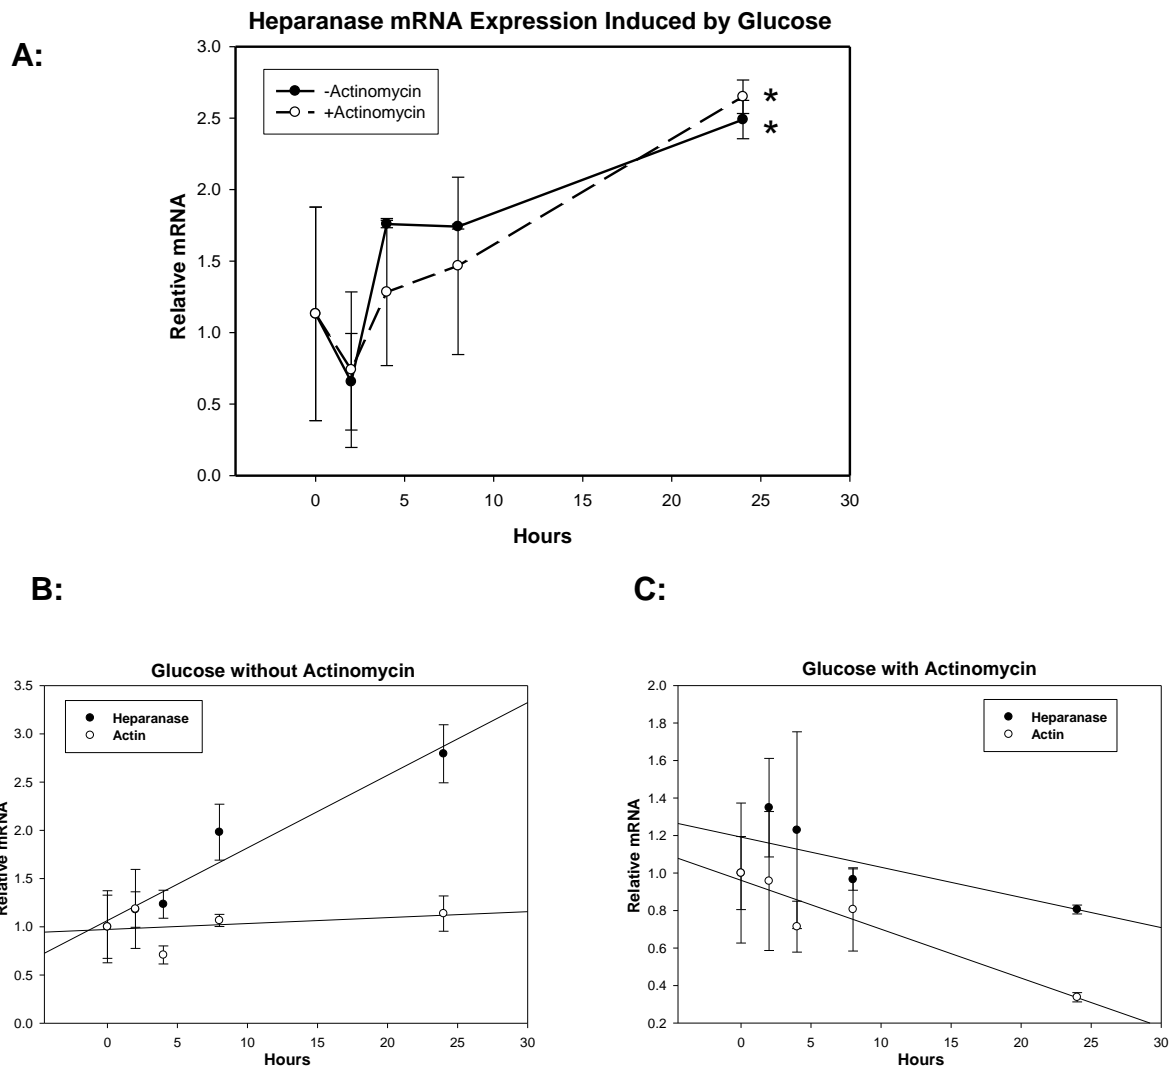 Heparanase mRNA Expression Induced by Glucose
A:
3.0
2.5
2.0
1.5
1.0
0.5
0.0
Relative mRNA
-Actinomycin
+Actinomycin
*
*
0 5 10 15 20 25 30
Hours
B:
Glucose without Actinomycin
3.5
3.0
2.5
2.0
1.5
1.0
0.5
0.0
Relative mRNA
Heparanase
Actin
0 5 10 15 20 25 30
Hours
C:
Glucose with Actinomycin
2.0
1.8
1.6
1.4
1.2
1.0
0.8
0.6
0.4
0.2
Relative mRNA
Heparanase
Actin
0 5 10 15 20 25 30
Hours